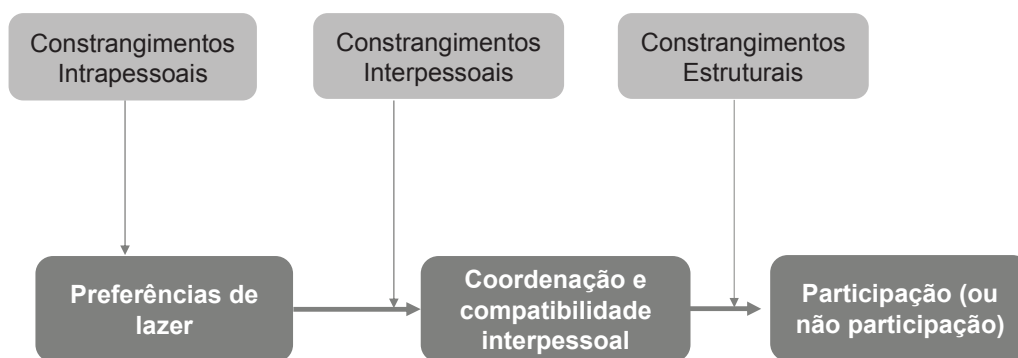 Constrangimentos
Intrapessoais
Constrangimentos
Interpessoais
Constrangimentos
Estruturais
Preferências de
lazer
Coordenação e
compatibilidade
interpessoal
Participação (ou
não participação)